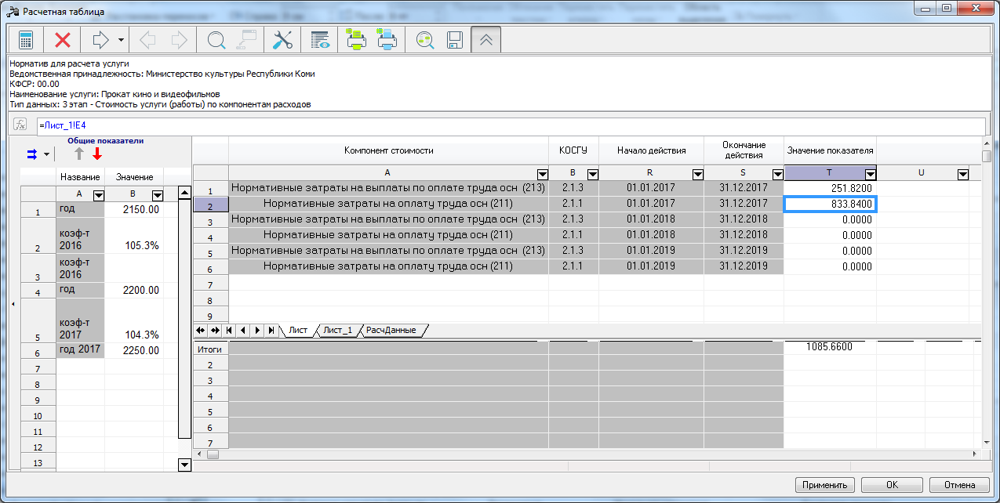 Расчетная таблица
Норматив для расчета услуги
Ведомственная принадлежность: Министерство культуры Республики Коми
КФСР: 00.00
Наименование услуги: Прокат кино и видеофильмов
Тип данных: 3 этап - Стоимость услуги (работы) по компонентам расходов
fx =Лист_1!E4
Общие показатели
Название Значение
A B
1 год 2150.00
2 коэф-т 2016 105.3%
3 коэф-т 2016
4 год 2200.00
5 коэф-т 2017 104.3%
6 год 2017 2250.00
7
8
9
10
11
12
13
Компонент стоимости КОСГУ Начало действия Окончание действия Значение показателя
A B R S T U
1 Нормативные затраты на выплаты по оплате труда осн (213) 2.1.3 01.01.2017 31.12.2017 251.8200
2 Нормативные затраты на оплату труда осн (211) 2.1.1 01.01.2017 31.12.2017 833.8400
3 Нормативные затраты на выплаты по оплате труда осн (213) 2.1.3 01.01.2018 31.12.2018 0.0000
4 Нормативные затраты на оплату труда осн (211) 2.1.1 01.01.2018 31.12.2018 0.0000
5 Нормативные затраты на выплаты по оплате труда осн (213) 2.1.3 01.01.2019 31.12.2019 0.0000
6 Нормативные затраты на оплату труда осн (211) 2.1.1 01.01.2019 31.12.2019 0.0000
7
8
9
Лист Лист_1 РасчДанные
Итоги 1085.6600
2
3
4
5
6
7
Применить OK Отмена